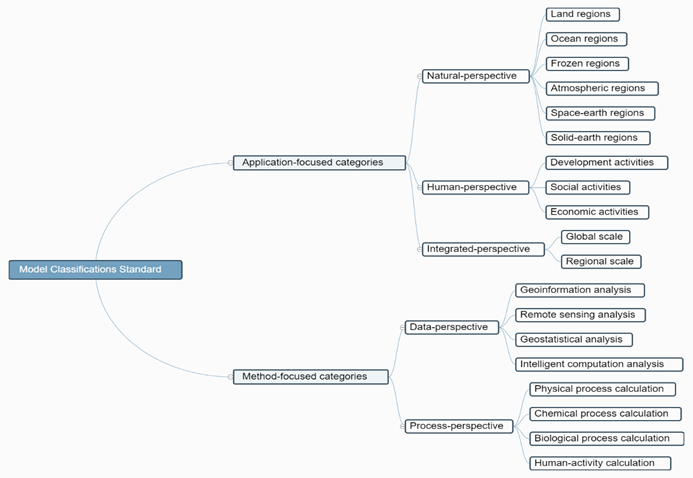 Model Classifications Standard
Application-focused categories
Natural-perspective
Land regions
Ocean regions
Frozen regions
Atmospheric regions
Space-earth regions
Solid-earth regions
Human-perspective
Development activities
Social activities
Economic activities
Integrated-perspective
Global scale
Regional scale
Method-focused categories
Data-perspective
Geoinformation analysis
Remote sensing analysis
Geostatistical analysis
Intelligent computation analysis
Process-perspective
Physical process calculation
Chemical process calculation
Biological process calculation
Human-activity calculation